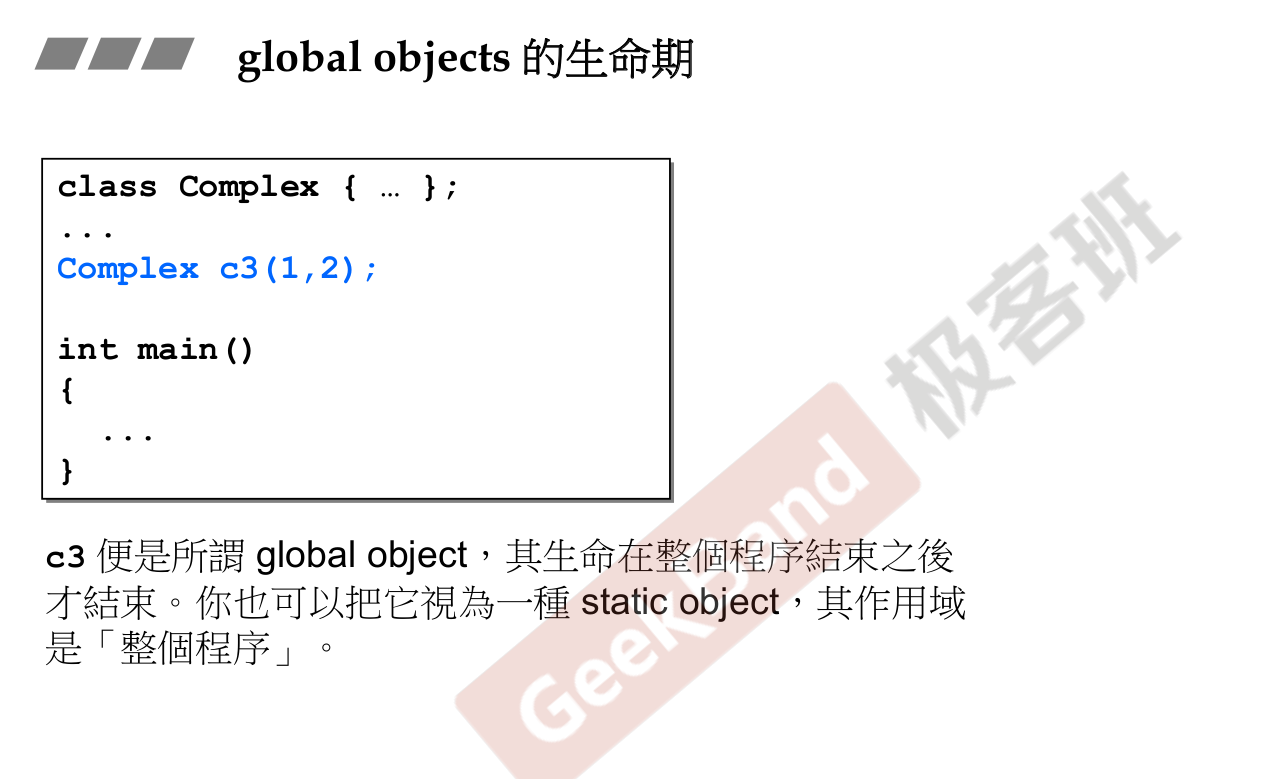 global objects 的生命期
class Complex { … };
...
Complex c3(1,2);
int main()
{
...
}
c3 便是所謂 global object，其生命在整個程序結束之後
才結束。你也可以把它視為一種 static object，其作用域
是「整個程序」。
GeekBand 极客班